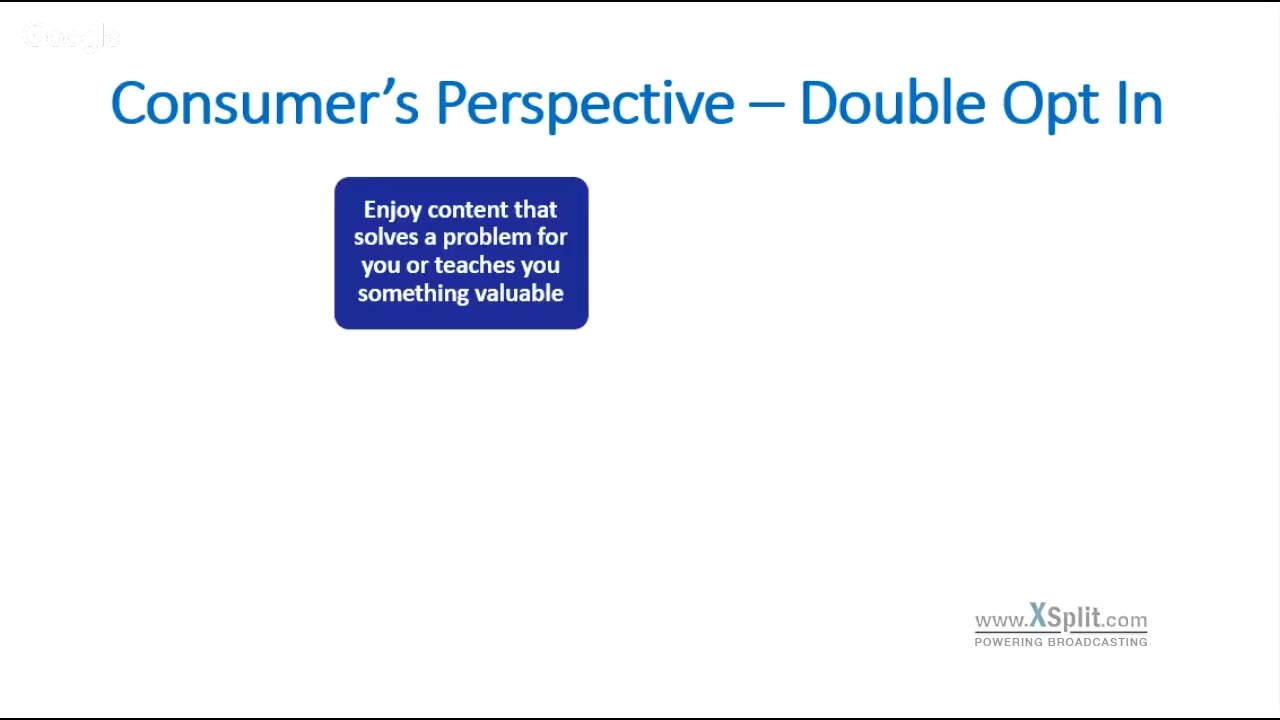 Google
Consumer’s Perspective – Double Opt In
Enjoy content that
solves a problem for
you or teaches you
something valuable
www.XSplit.com
POWERING BROADCASTING